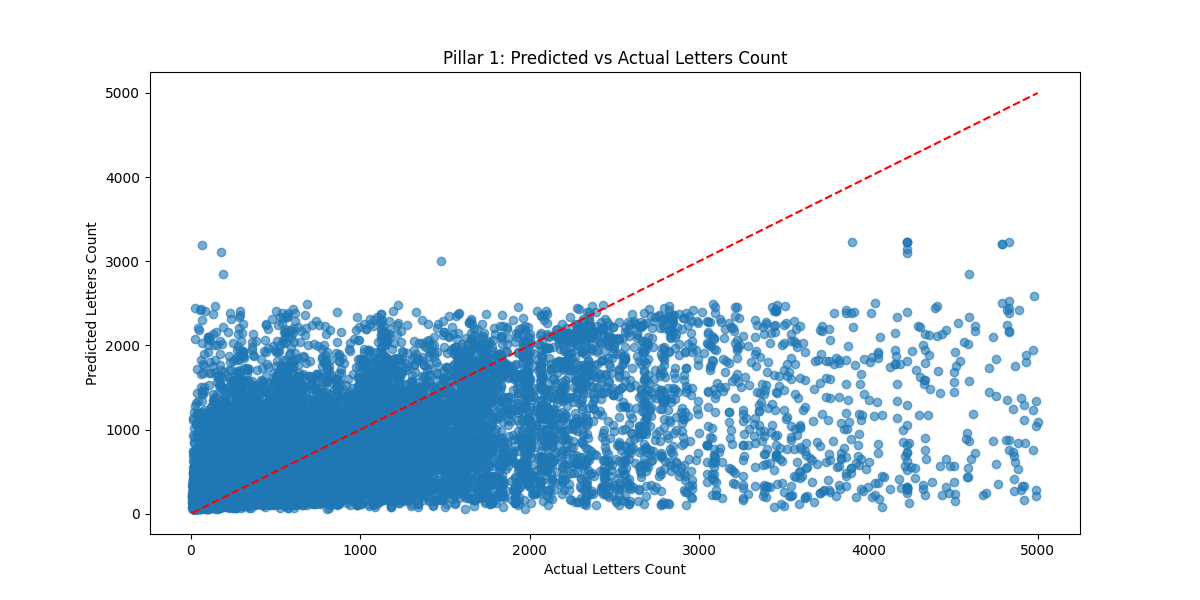 Pillar 1: Predicted vs Actual Letters Count
5000
4000
3000
2000
1000
0
Predicted Letters Count
0 1000 2000 3000 4000 5000
Actual Letters Count